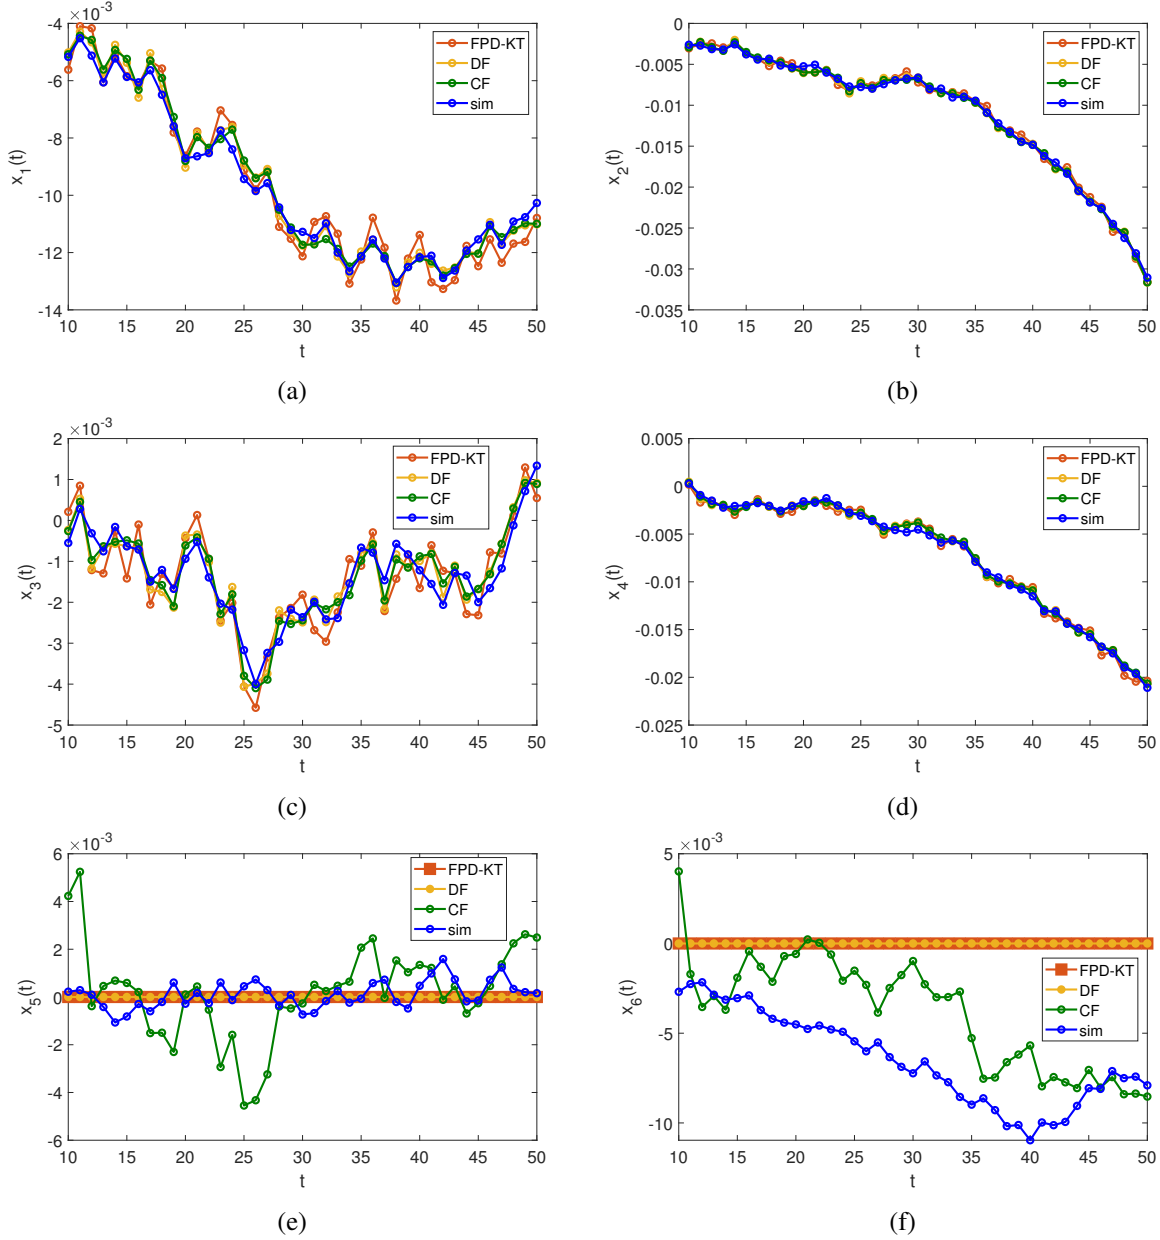 ×10⁻³
-4
-6
-8
-10
-12
-14
x₁(t)
10 15 20 25 30 35 40 45 50
t
FPD-KT
DF
CF
sim
(a)
0
-0.005
-0.01
-0.015
-0.02
-0.025
-0.03
-0.035
x₂(t)
10 15 20 25 30 35 40 45 50
t
FPD-KT
DF
CF
sim
(b)
×10⁻³
2
1
0
-1
-2
-3
-4
-5
x₃(t)
10 15 20 25 30 35 40 45 50
t
FPD-KT
DF
CF
sim
(c)
0.005
0
-0.005
-0.01
-0.015
-0.02
-0.025
x₄(t)
10 15 20 25 30 35 40 45 50
t
FPD-KT
DF
CF
sim
(d)
×10⁻³
6
4
2
0
-2
-4
-6
x₅(t)
10 15 20 25 30 35 40 45 50
t
FPD-KT
DF
CF
sim
(e)
×10⁻³
5
0
-5
-10
x₆(t)
10 15 20 25 30 35 40 45 50
t
FPD-KT
DF
CF
sim
(f)